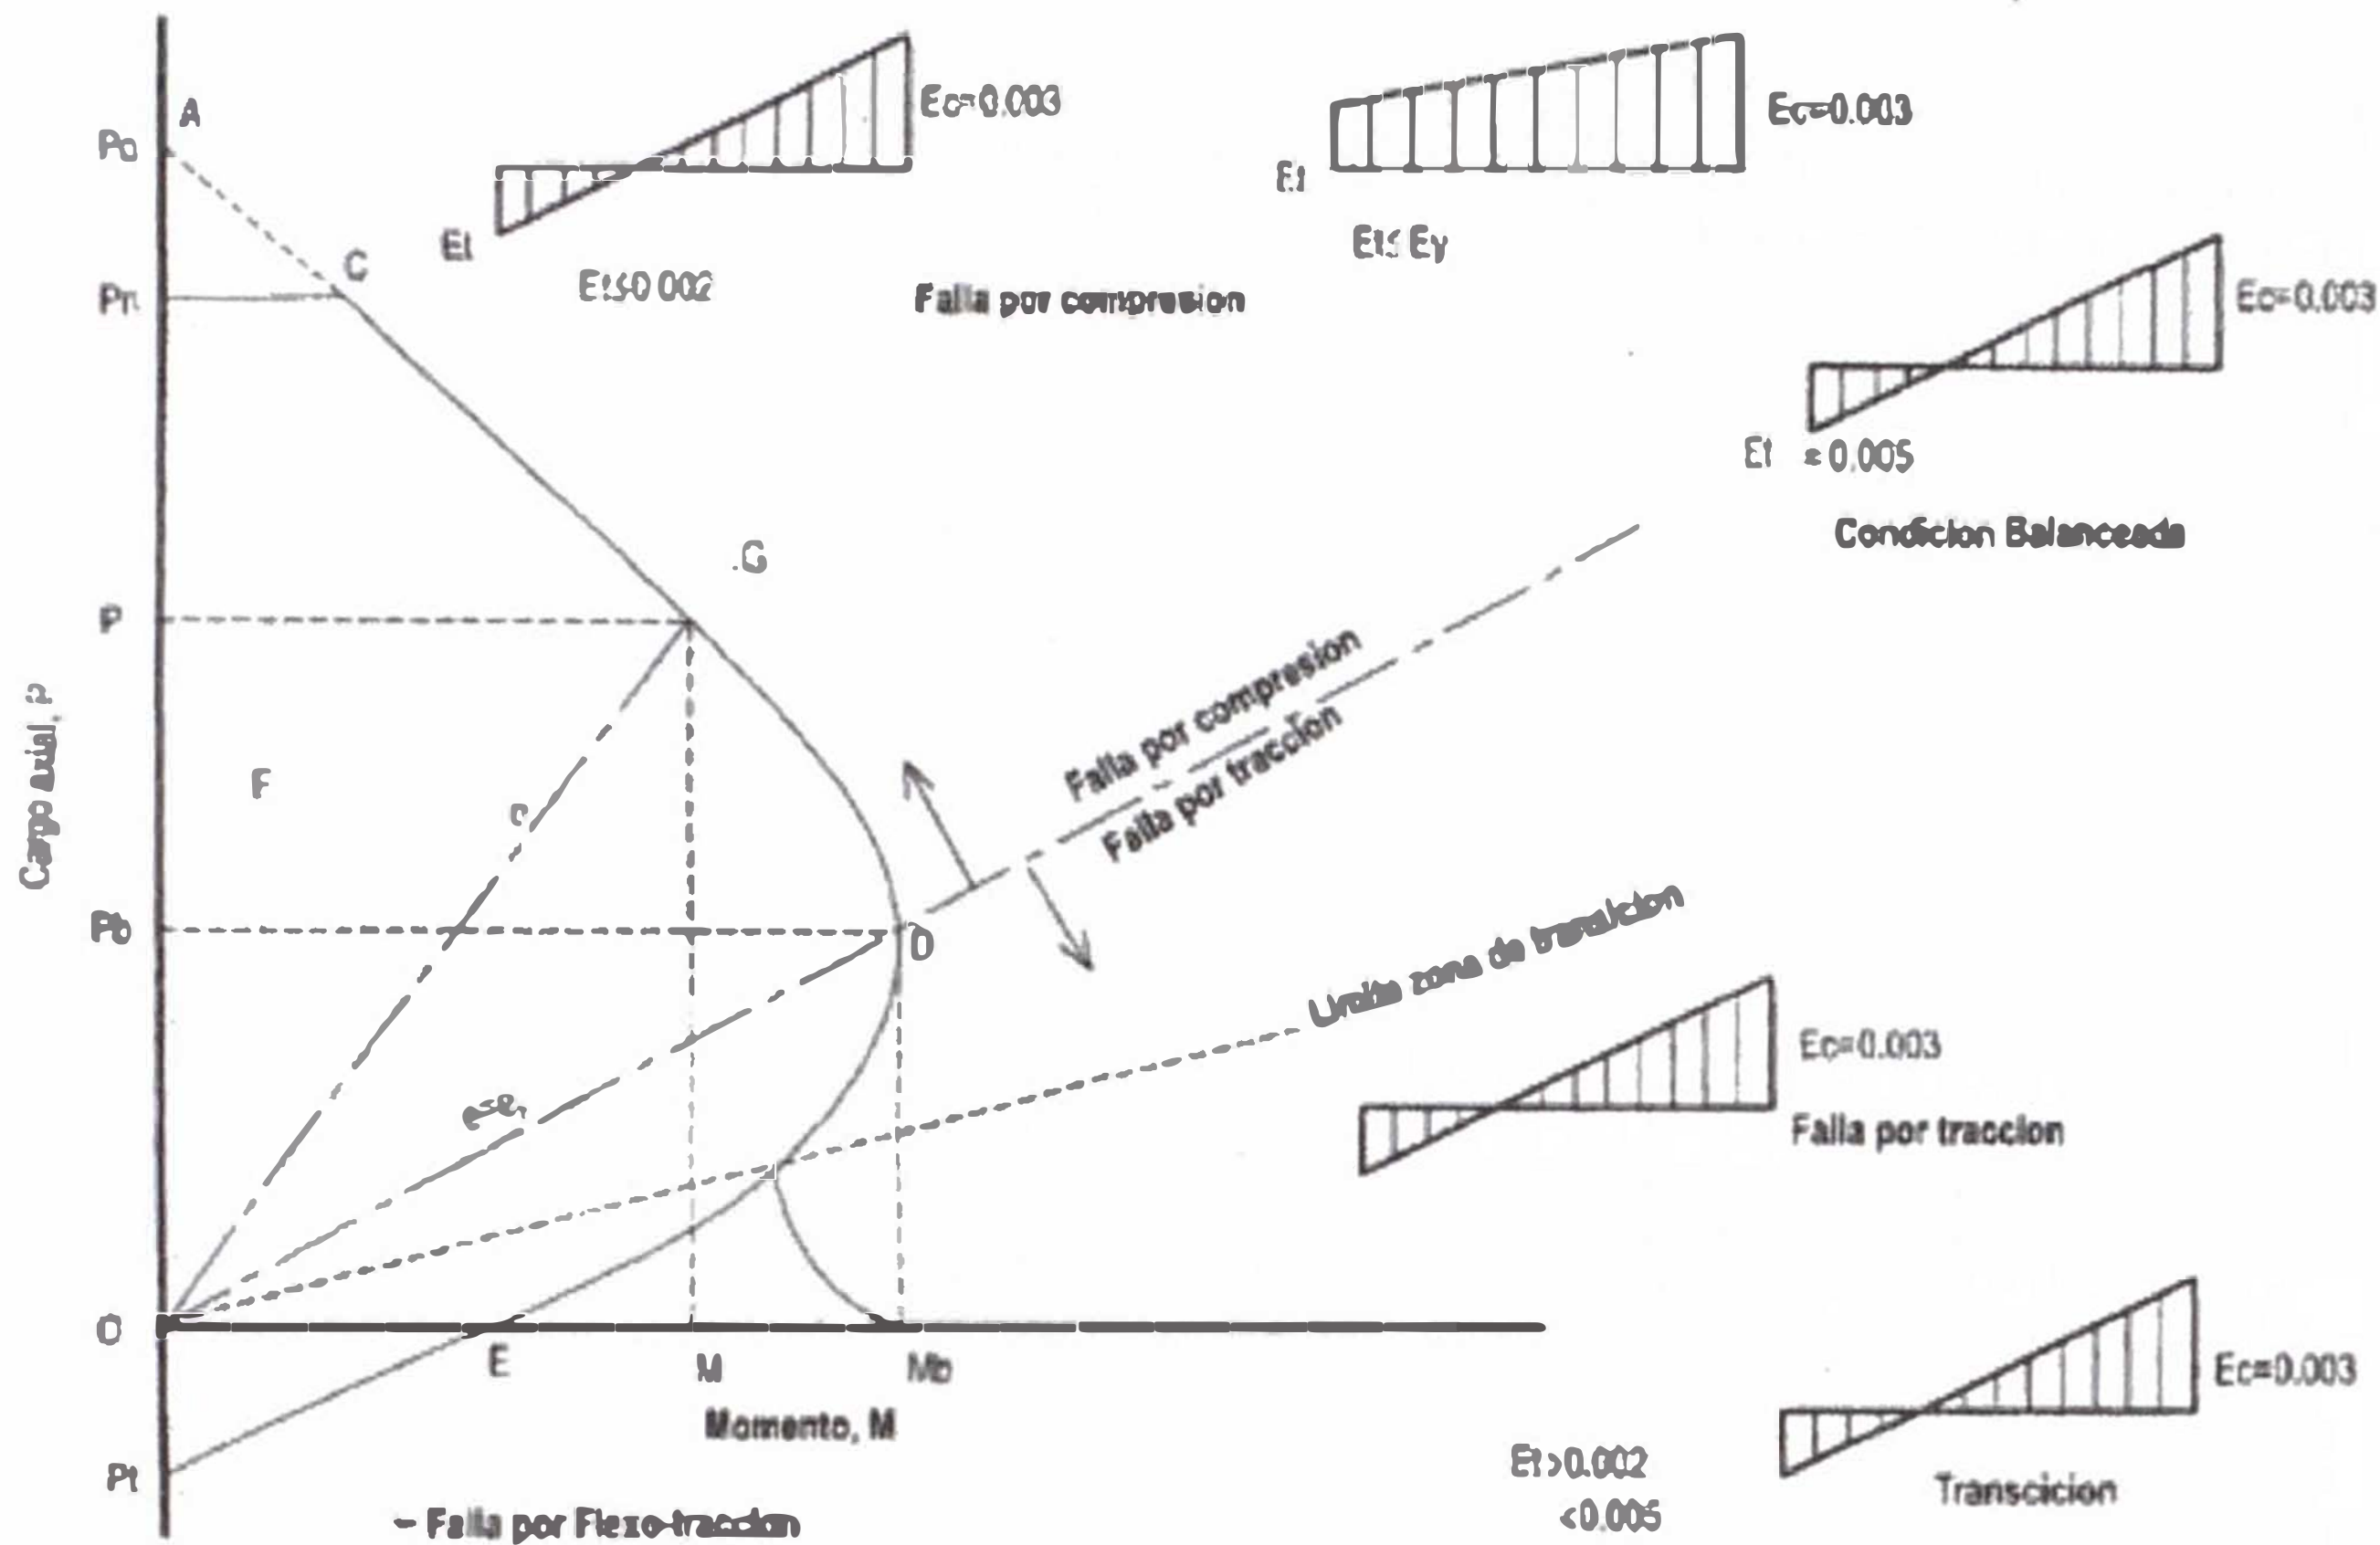 A
Po
C
Pn
Ec=0.003
Et
Et≤0.002
Falla por compresion
Ec=0.003
Et
Et≤ Ey
Ec=0.003
Et =0.005
Condicion Balanceada
.G
P
Carga axial, P
F
e
Falla por compresion
Falla por traccion
Pb
D
Limite zona de transicion
Ec=0.003
Falla por traccion
O
E
M
Mb
Momento, M
Pt
- Falla por Flexo-traccion
Et>0.002
<0.005
Ec=0.003
Transcicion